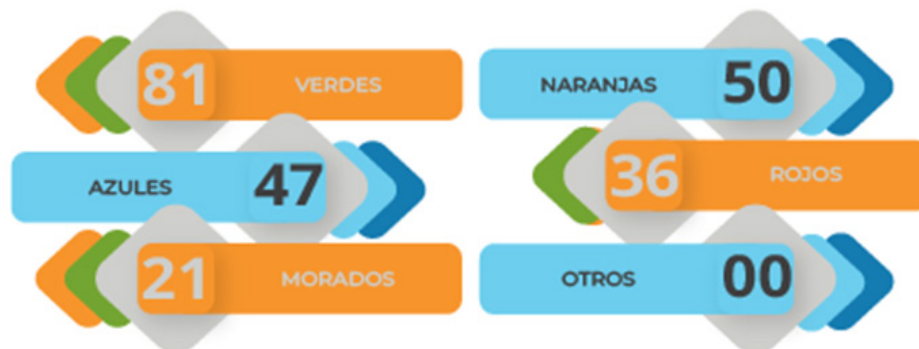 81 VERDES
NARANJAS 50
AZULES 47
36 ROJOS
21 MORADOS
OTROS 00